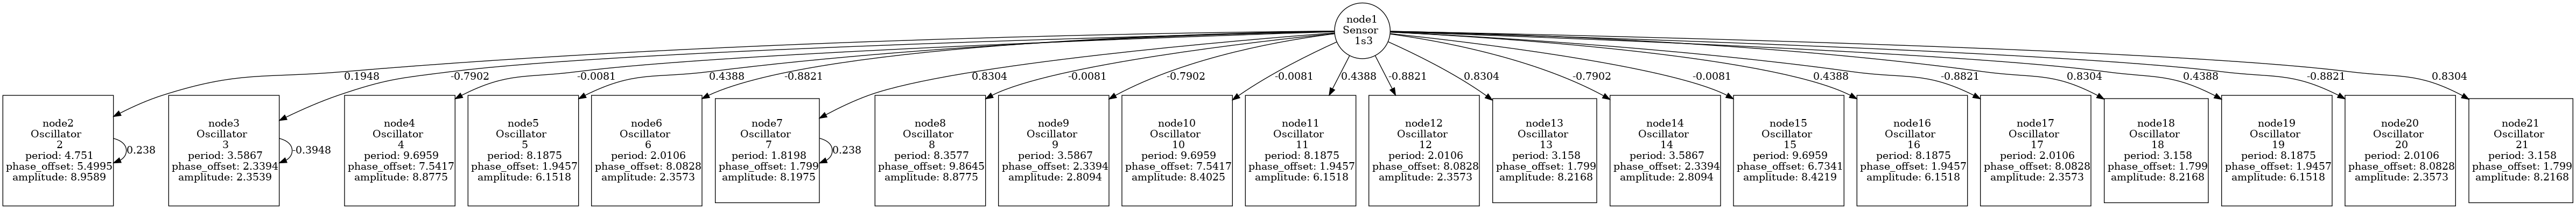 node1
Sensor
1s3
0.1948
-0.7902
-0.0081
0.4388
-0.8821
0.8304
-0.0081
-0.7902
-0.0081
0.4388
-0.8821
0.8304
-0.7902
-0.0081
0.4388
-0.8821
0.8304
0.4388
-0.8821
0.8304
node2
Oscillator
2
period: 4.751
phase_offset: 5.4995
amplitude: 8.9589
0.238
node3
Oscillator
3
period: 3.5867
phase_offset: 2.3394
amplitude: 2.3539
-0.3948
node4
Oscillator
4
period: 9.6959
phase_offset: 7.5417
amplitude: 8.8775
node5
Oscillator
5
period: 8.1875
phase_offset: 1.9457
amplitude: 6.1518
node6
Oscillator
6
period: 2.0106
phase_offset: 8.0828
amplitude: 2.3573
node7
Oscillator
7
period: 1.8198
phase_offset: 1.799
amplitude: 8.1975
0.238
node8
Oscillator
8
period: 8.3577
phase_offset: 9.8645
amplitude: 8.8775
node9
Oscillator
9
period: 3.5867
phase_offset: 2.3394
amplitude: 2.8094
node10
Oscillator
10
period: 9.6959
phase_offset: 7.5417
amplitude: 8.4025
node11
Oscillator
11
period: 8.1875
phase_offset: 1.9457
amplitude: 6.1518
node12
Oscillator
12
period: 2.0106
phase_offset: 8.0828
amplitude: 2.3573
node13
Oscillator
13
period: 3.158
phase_offset: 1.799
amplitude: 8.2168
node14
Oscillator
14
period: 3.5867
phase_offset: 2.3394
amplitude: 2.8094
node15
Oscillator
15
period: 9.6959
phase_offset: 6.7341
amplitude: 8.4219
node16
Oscillator
16
period: 8.1875
phase_offset: 1.9457
amplitude: 6.1518
node17
Oscillator
17
period: 2.0106
phase_offset: 8.0828
amplitude: 2.3573
node18
Oscillator
18
period: 3.158
phase_offset: 1.799
amplitude: 8.2168
node19
Oscillator
19
period: 8.1875
phase_offset: 1.9457
amplitude: 6.1518
node20
Oscillator
20
period: 2.0106
phase_offset: 8.0828
amplitude: 2.3573
node21
Oscillator
21
period: 3.158
phase_offset: 1.799
amplitude: 8.2168